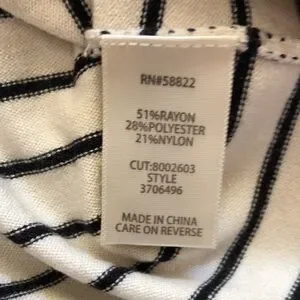 RN#58822
51%RAYON
28%POLYESTER
21%NYLON
CUT:8002603
STYLE
3706496
MADE IN CHINA
CARE ON REVERSE